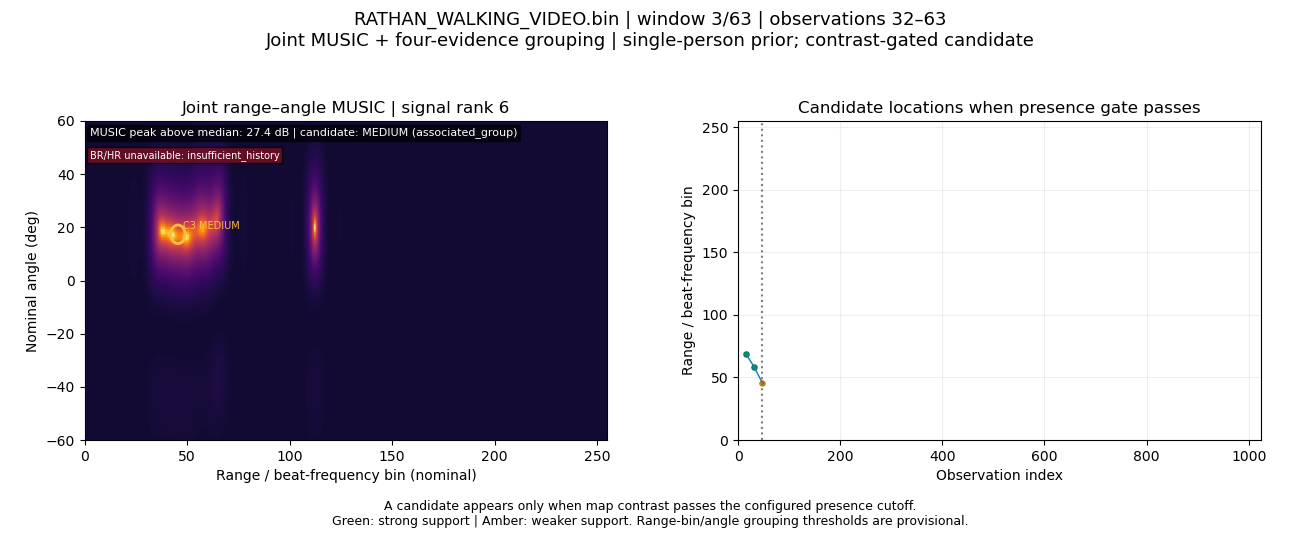 RATHAN_WALKING_VIDEO.bin | window 3/63 | observations 32–63
Joint MUSIC + four-evidence grouping | single-person prior; contrast-gated candidate
Joint range–angle MUSIC | signal rank 6
MUSIC peak above median: 27.4 dB | candidate: MEDIUM (associated_group)
BR/HR unavailable: insufficient_history
C3 MEDIUM
60
40
20
0
−20
−40
−60
Nominal angle (deg)
0
50
100
150
200
250
Range / beat-frequency bin (nominal)
Candidate locations when presence gate passes
250
200
150
100
50
0
Range / beat-frequency bin
0
200
400
600
800
1000
Observation index
A candidate appears only when map contrast passes the configured presence cutoff.
Green: strong support | Amber: weaker support. Range-bin/angle grouping thresholds are provisional.